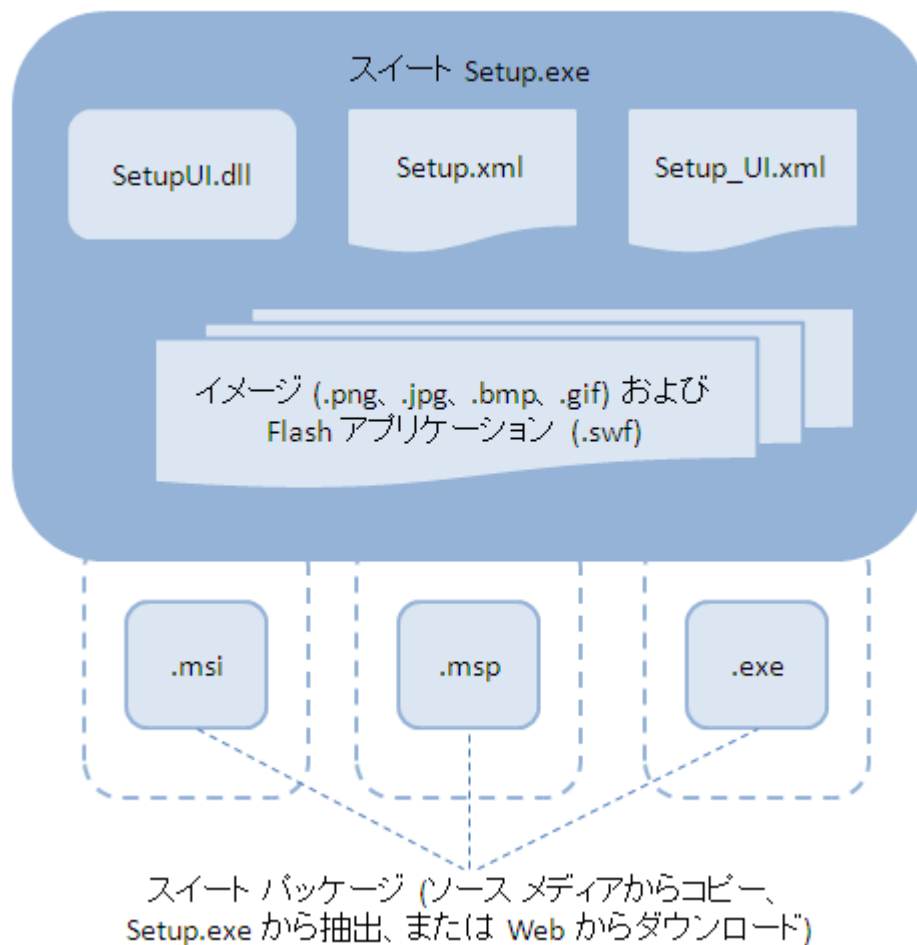 スイート Setup.exe
SetupUI.dll
Setup.xml
Setup_UI.xml
イメージ (.png、.jpg、.bmp、.gif) および
Flash アプリケーション (.swf)
.msi
.msp
.exe
スイート パッケージ (ソース メディアからコピー、
Setup.exe から抽出、または Web からダウンロード)